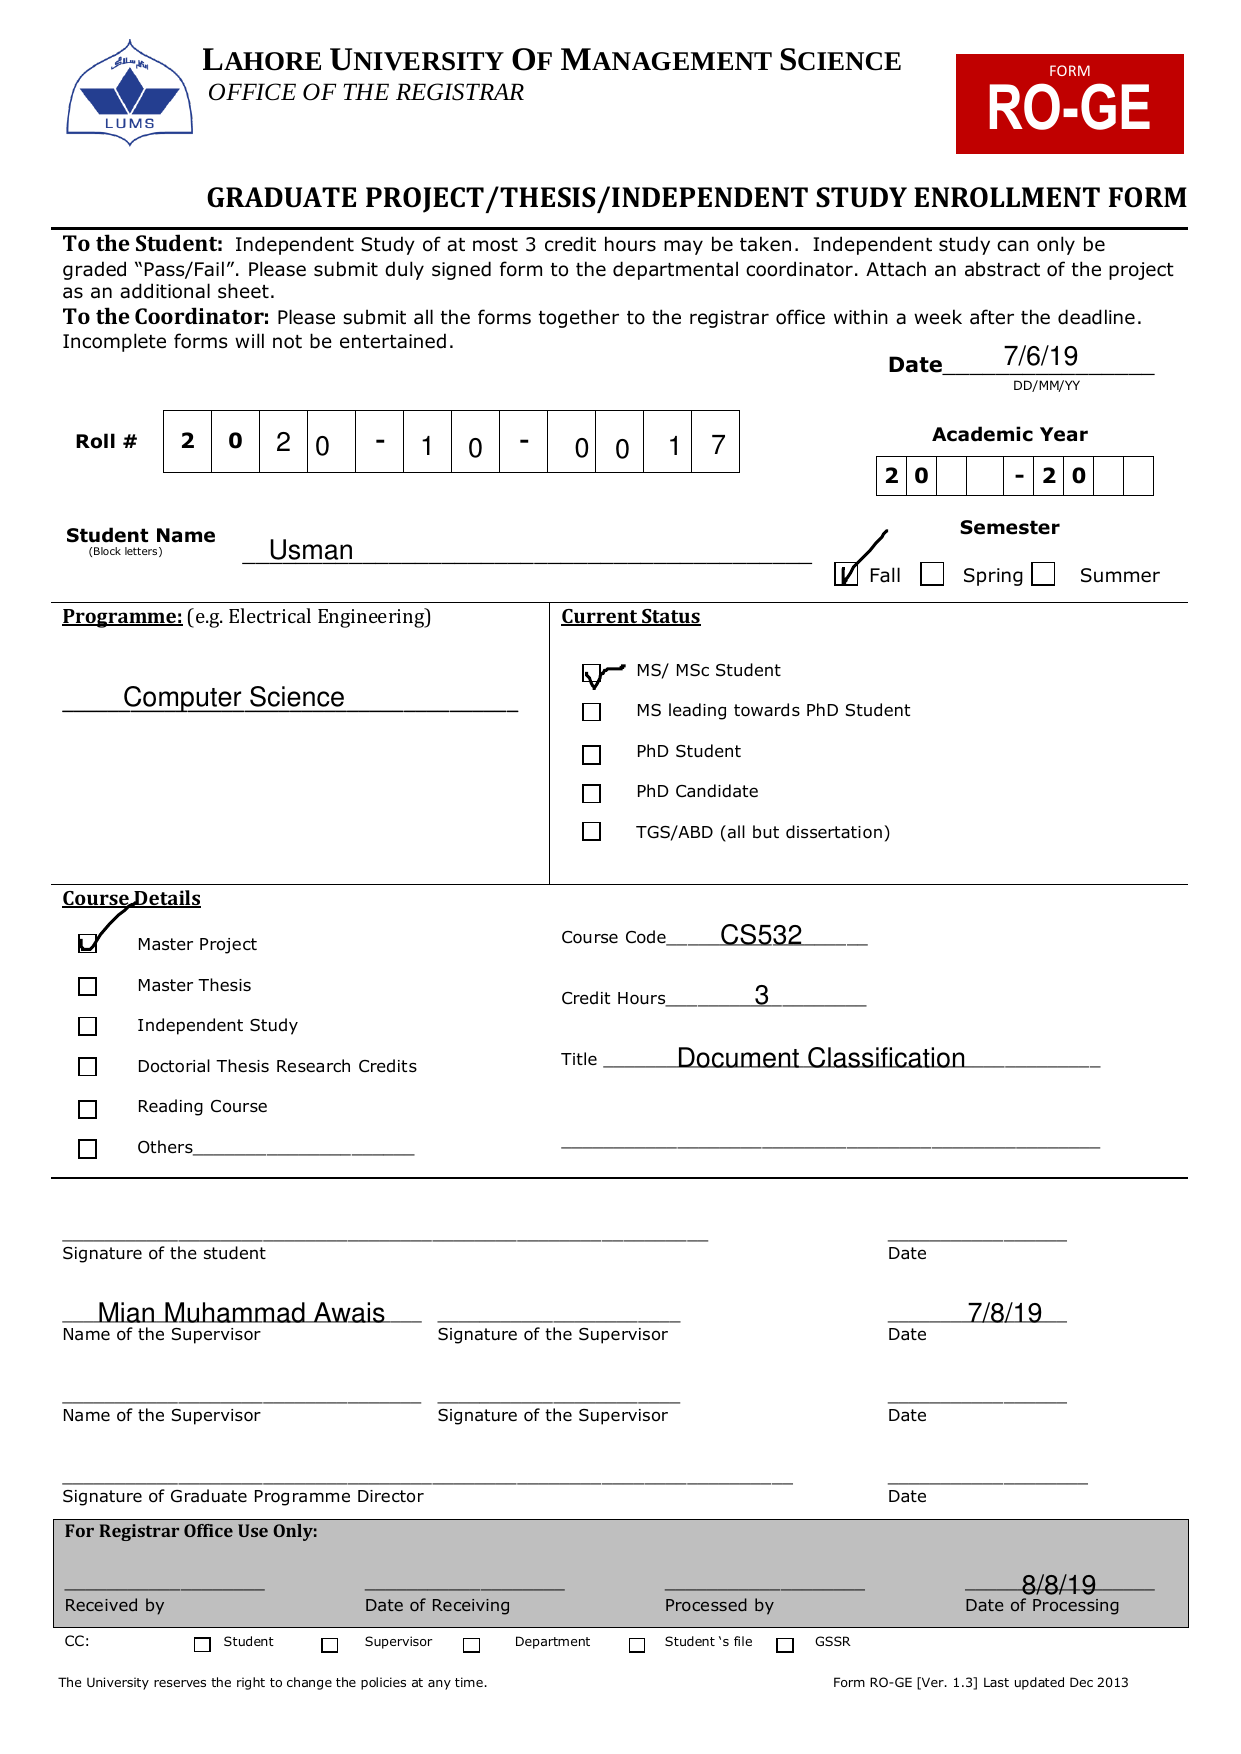 LAHORE UNIVERSITY OF MANAGEMENT SCIENCE
OFFICE OF THE REGISTRAR
LUMS
FORM
RO-GE
GRADUATE PROJECT/THESIS/INDEPENDENT STUDY ENROLLMENT FORM
To the Student: Independent Study of at most 3 credit hours may be taken. Independent study can only be
graded “Pass/Fail”. Please submit duly signed form to the departmental coordinator. Attach an abstract of the project
as an additional sheet.
To the Coordinator: Please submit all the forms together to the registrar office within a week after the deadline.
Incomplete forms will not be entertained.
Date 7/6/19
DD/MM/YY
Roll # 2 0 2 0 - 1 0 - 0 0 1 7
Academic Year
2 0 - 2 0
Student Name Usman
(Block letters)
Semester
Fall Spring Summer
Programme: (e.g. Electrical Engineering)
Computer Science
Current Status
MS/ MSc Student
MS leading towards PhD Student
PhD Student
PhD Candidate
TGS/ABD (all but dissertation)
Course Details
Master Project
Master Thesis
Independent Study
Doctorial Thesis Research Credits
Reading Course
Others
Course Code CS532
Credit Hours 3
Title Document Classification
Signature of the student Date
Mian Muhammad Awais 7/8/19
Name of the Supervisor Signature of the Supervisor Date
Name of the Supervisor Signature of the Supervisor Date
Signature of Graduate Programme Director Date
For Registrar Office Use Only:
8/8/19
Received by Date of Receiving Processed by Date of Processing
CC: Student Supervisor Department Student ‘s file GSSR
The University reserves the right to change the policies at any time. Form RO-GE [Ver. 1.3] Last updated Dec 2013